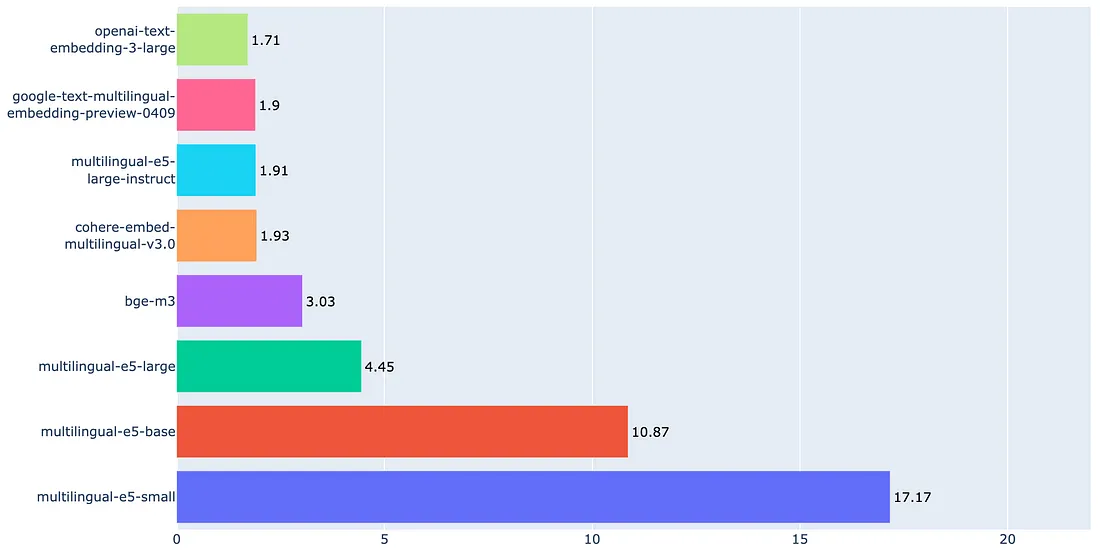 openai-text-
embedding-3-large
1.71
google-text-multilingual-
embedding-preview-0409
1.9
multilingual-e5-
large-instruct
1.91
cohere-embed-
multilingual-v3.0
1.93
bge-m3
3.03
multilingual-e5-large
4.45
multilingual-e5-base
10.87
multilingual-e5-small
17.17
0
5
10
15
20